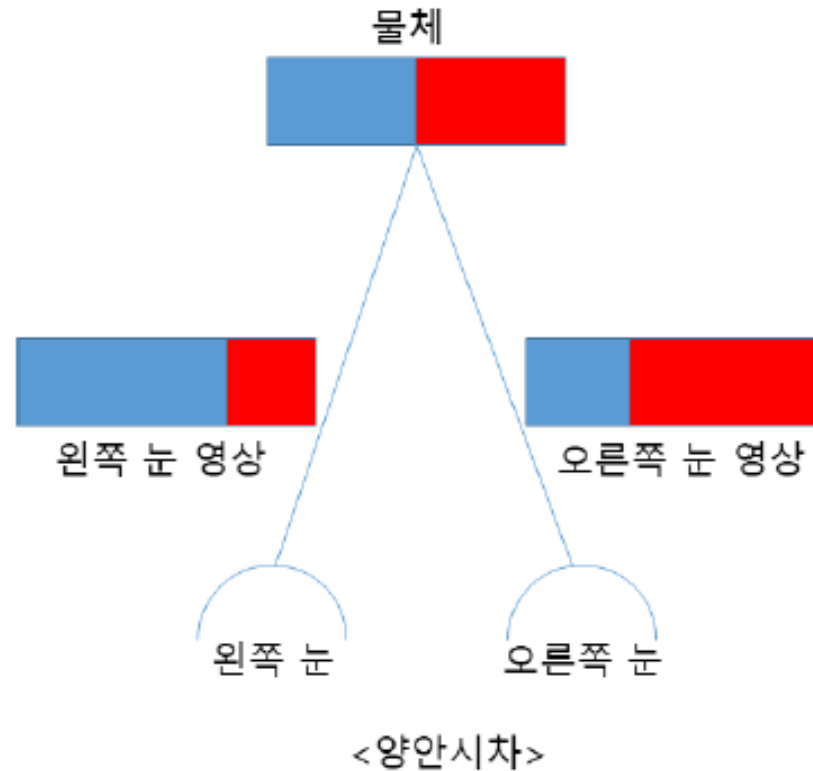 물체
왼쪽 눈 영상
오른쪽 눈 영상
왼쪽 눈
오른쪽 눈
<양안시차>